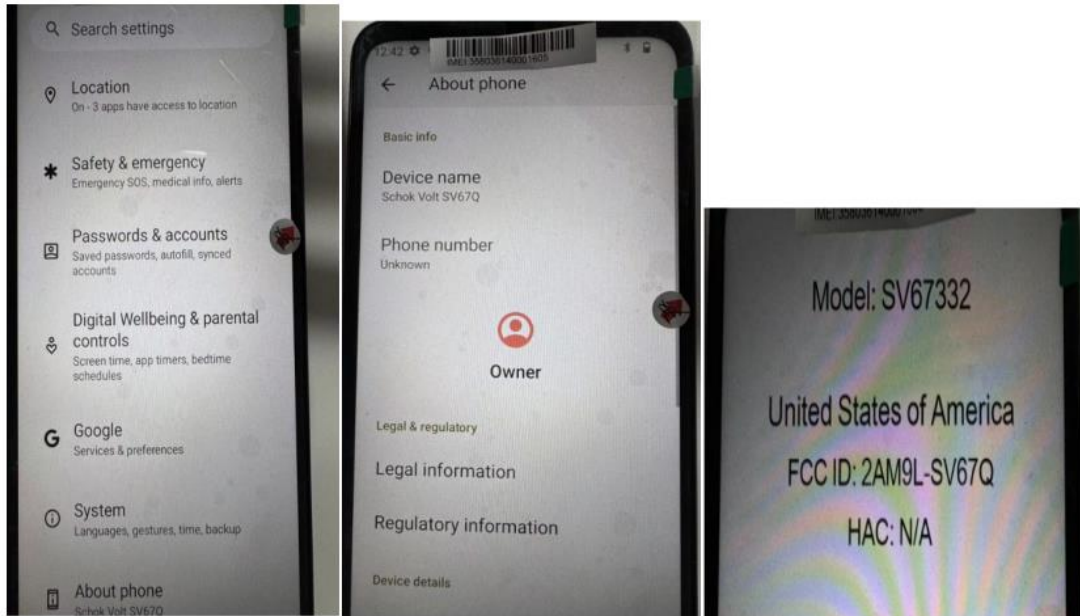 Search settings
Location
On - 3 apps have access to location
Safety & emergency
Emergency SOS, medical info, alerts
Passwords & accounts
Saved passwords, autofill, synced
accounts
Digital Wellbeing & parental
controls
Screen time, app timers, bedtime
schedules
Google
Services & preferences
System
Languages, gestures, time, backup
About phone
Schok Volt SV67Q
12:42
IMEI 358036140001605
About phone
Basic info
Device name
Schok Volt SV67Q
Phone number
Unknown
Owner
Legal & regulatory
Legal information
Regulatory information
Device details
Model: SV67332
United States of America
FCC ID: 2AM9L-SV67Q
HAC: N/A